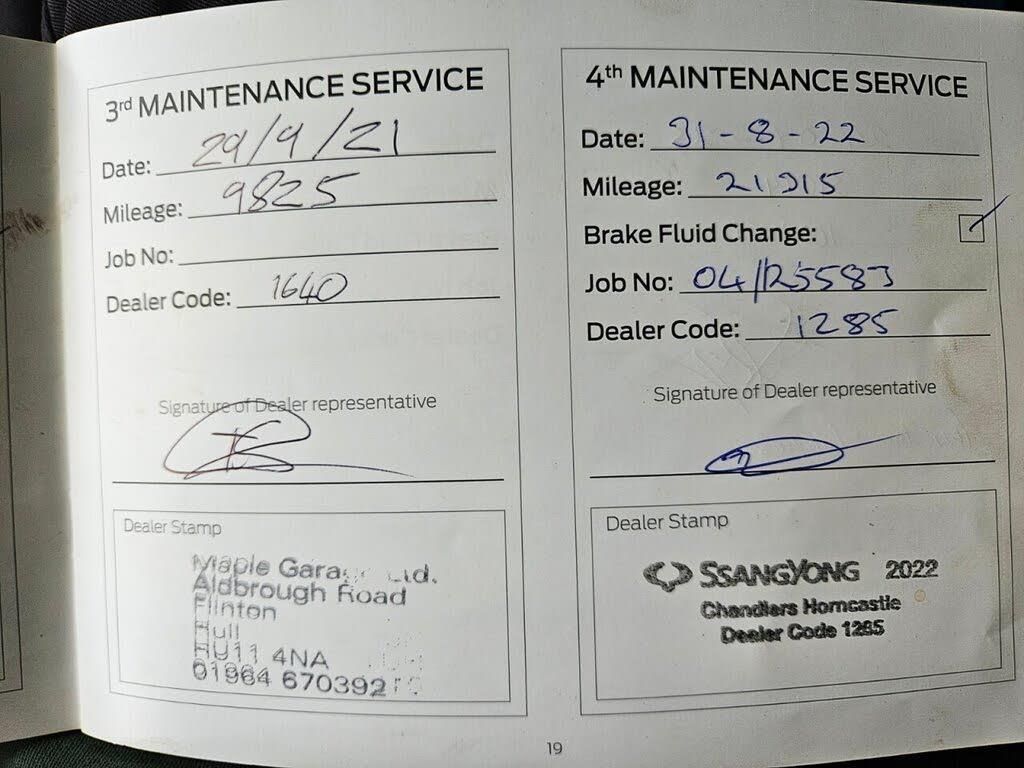 3rd MAINTENANCE SERVICE
Date: 29/9/21
Mileage: 9825
Job No:
Dealer Code: 1640
Signature of Dealer representative
Dealer Stamp
Maple Garage Ltd.
Aldbrough Road
Flinton
Hull
HU11 4NA
01964 670392
4th MAINTENANCE SERVICE
Date: 31-8-22
Mileage: 21315
Brake Fluid Change:
Job No: 04/R5583
Dealer Code: 1285
Signature of Dealer representative
Dealer Stamp
SSANGYONG 2022
Chandlers Horncastle
Dealer Code 1285
19